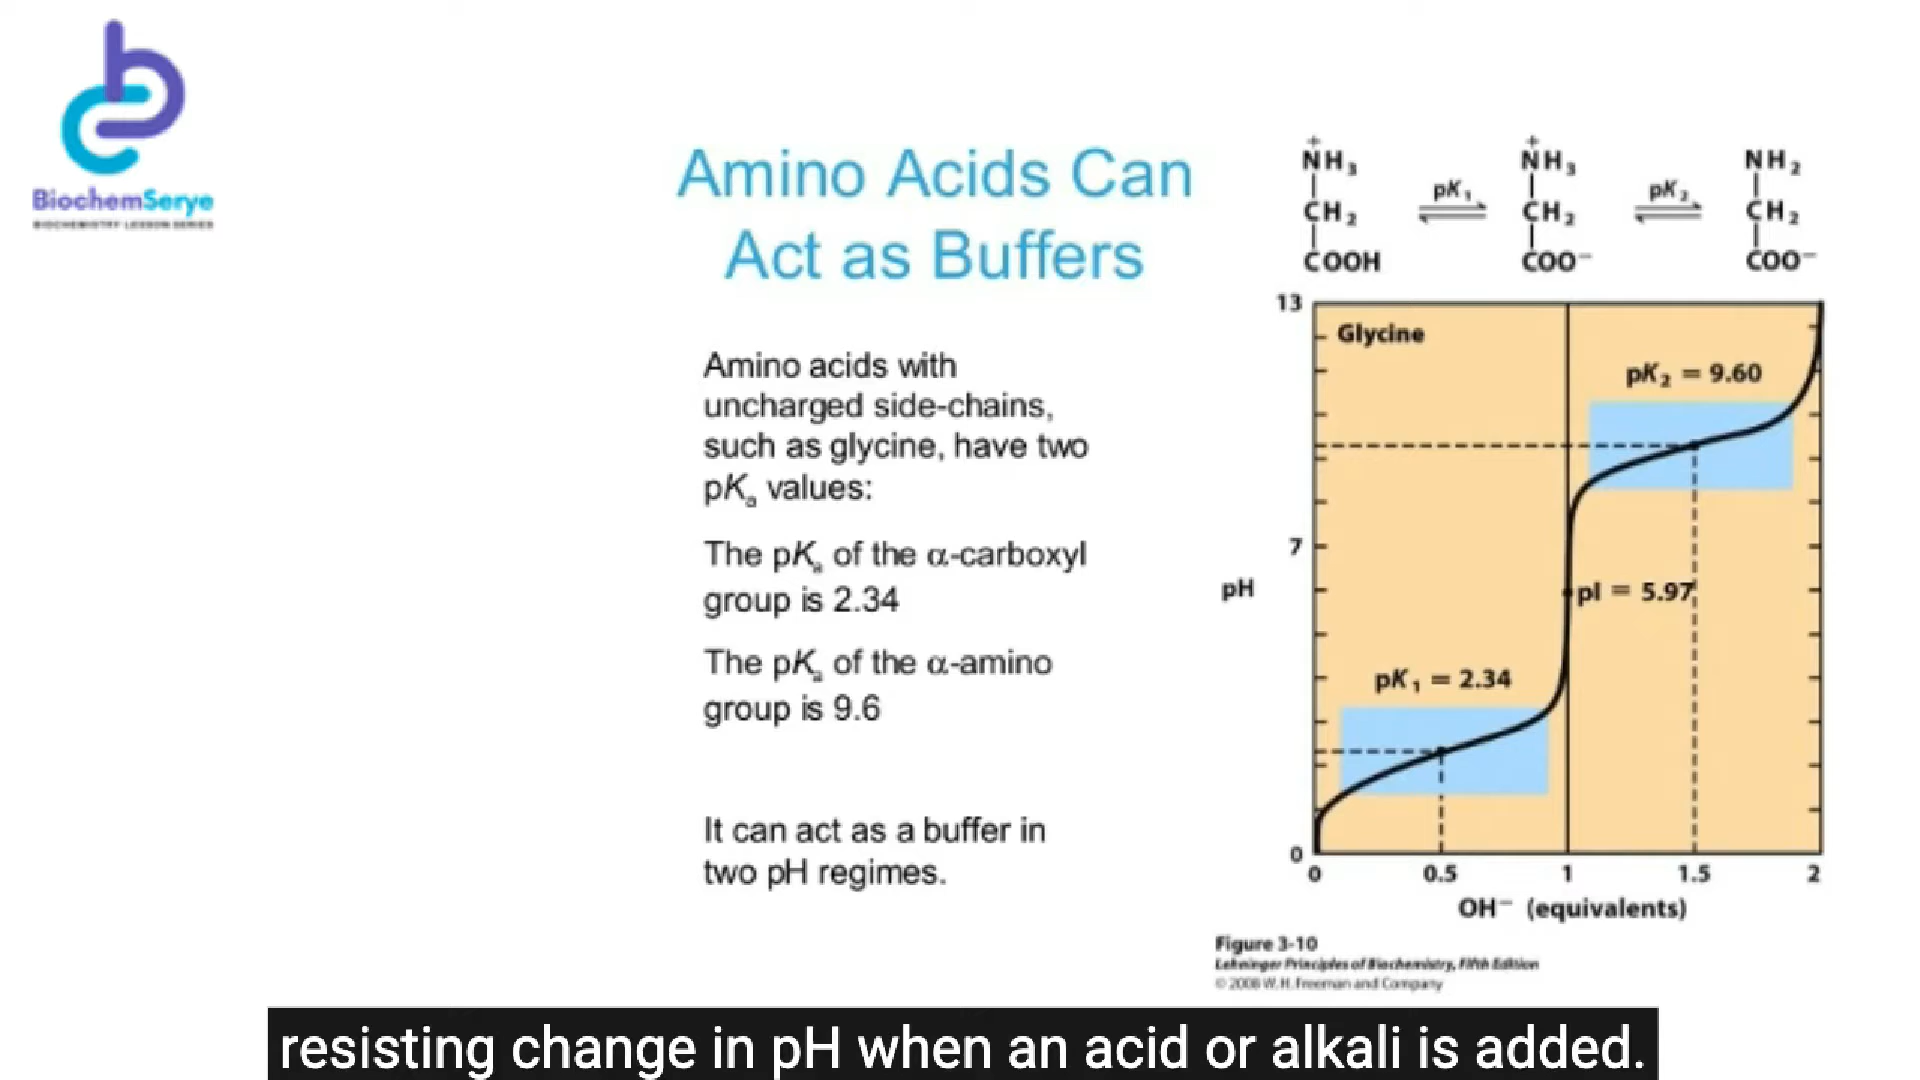 BiochemSerye
BIOCHEMISTRY LESSON SERIES
Amino Acids Can
Act as Buffers
Amino acids with
uncharged side-chains,
such as glycine, have two
pKa values:
The pKa of the α-carboxyl
group is 2.34
The pKa of the α-amino
group is 9.6
It can act as a buffer in
two pH regimes.
+ + 
NH3 NH3 NH2
pK1 pK2
CH2 CH2 CH2
COOH COO− COO−
13
Glycine
pK2 = 9.60
7
pH
pI = 5.97
pK1 = 2.34
0
0 0.5 1 1.5 2
OH− (equivalents)
Figure 3-10
Lehninger Principles of Biochemistry, Fifth Edition
© 2008 W. H. Freeman and Company
resisting change in pH when an acid or alkali is added.